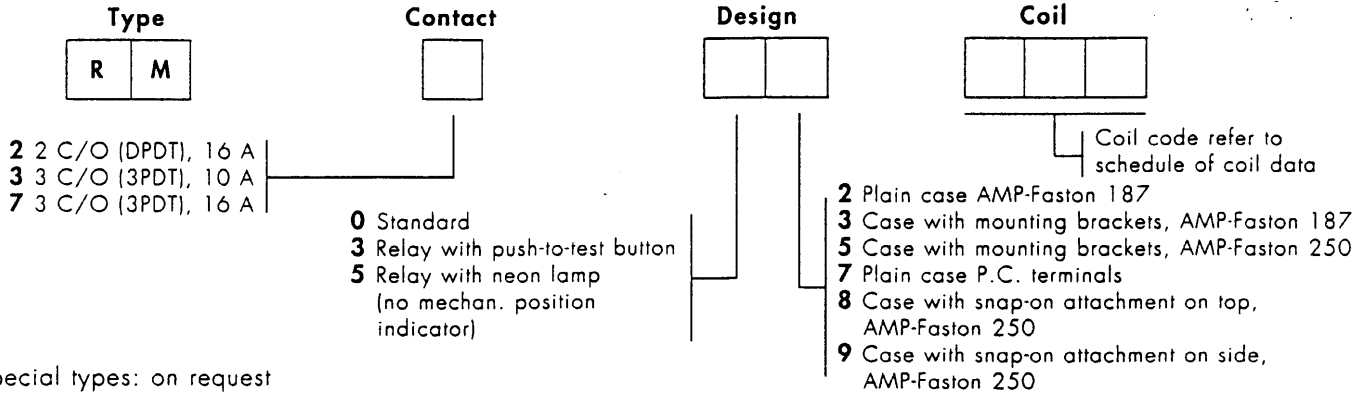 Type Contact Design Coil
R M
2 2 C/O (DPDT), 16 A
3 3 C/O (3PDT), 10 A
7 3 C/O (3PDT), 16 A
0 Standard
3 Relay with push-to-test button
5 Relay with neon lamp
(no mechan. position
indicator)
Coil code refer to
schedule of coil data
2 Plain case AMP-Faston 187
3 Case with mounting brackets, AMP-Faston 187
5 Case with mounting brackets, AMP-Faston 250
7 Plain case P.C. terminals
8 Case with snap-on attachment on top,
AMP-Faston 250
9 Case with snap-on attachment on side,
AMP-Faston 250
pecial types: on request